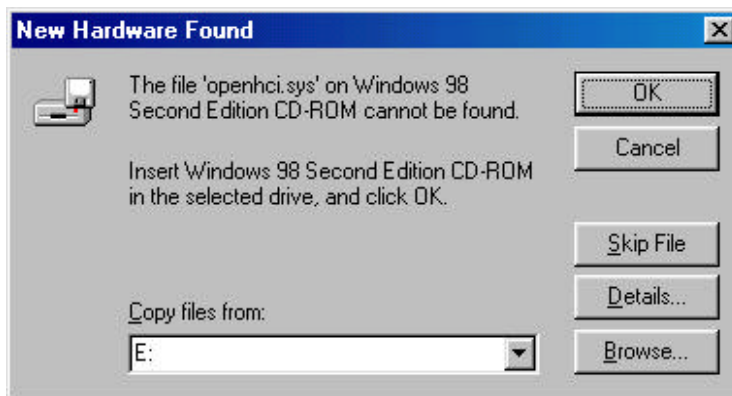 New Hardware Found
The file 'openhci.sys' on Windows 98
Second Edition CD-ROM cannot be found.
Insert Windows 98 Second Edition CD-ROM
in the selected drive, and click OK.
Copy files from:
E:
OK
Cancel
Skip File
Details...
Browse...